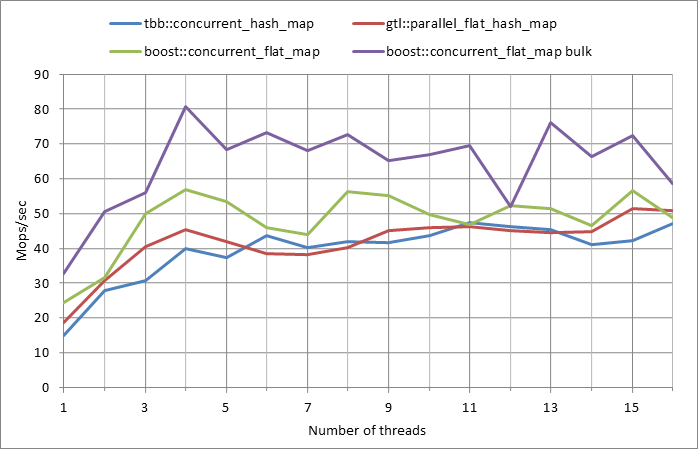 tbb::concurrent_hash_map gtl::parallel_flat_hash_map
boost::concurrent_flat_map boost::concurrent_flat_map bulk
90
80
70
60
50
40
30
20
10
0
Mops/sec
1 3 5 7 9 11 13 15
Number of threads